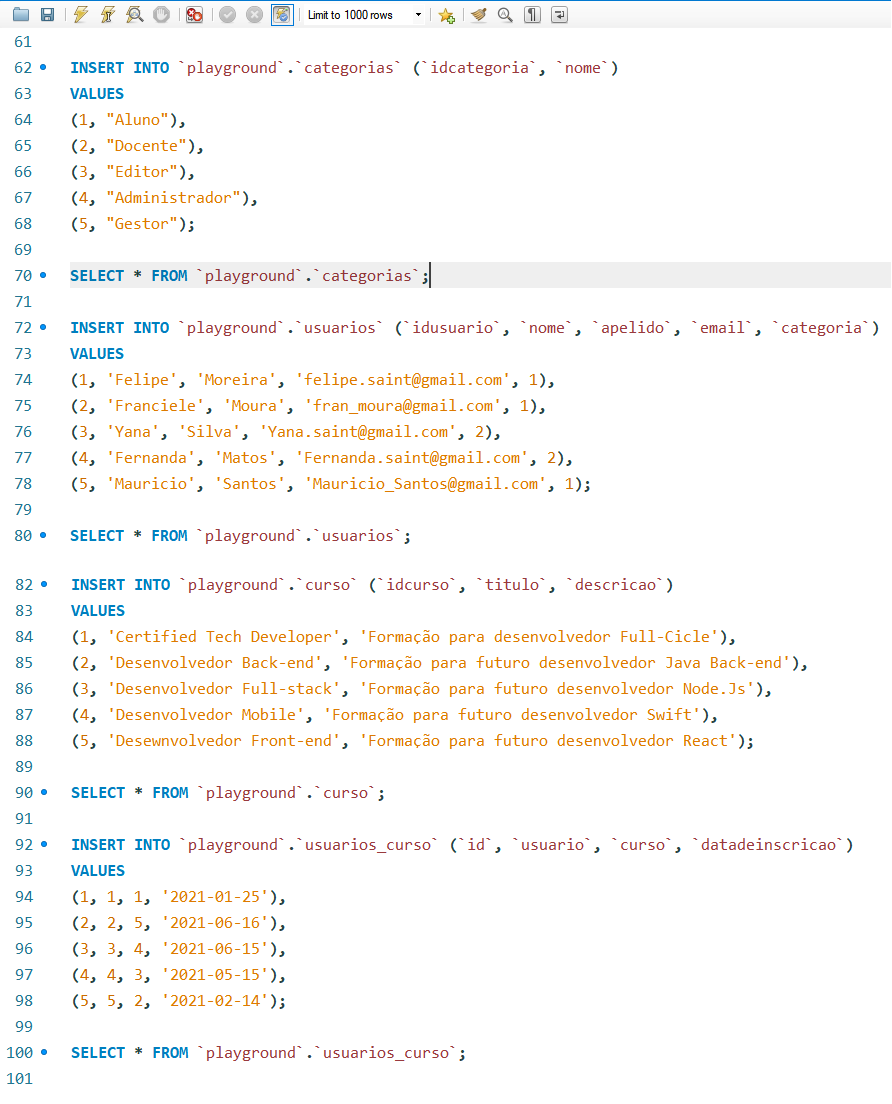 Limit to 1000 rows
61
62 INSERT INTO `playground`.`categorias` (`idcategoria`, `nome`)
63 VALUES
64 (1, "Aluno"),
65 (2, "Docente"),
66 (3, "Editor"),
67 (4, "Administrador"),
68 (5, "Gestor");
69
70 SELECT * FROM `playground`.`categorias`;
71
72 INSERT INTO `playground`.`usuarios` (`idusuario`, `nome`, `apelido`, `email`, `categoria`)
73 VALUES
74 (1, 'Felipe', 'Moreira', 'felipe.saint@gmail.com', 1),
75 (2, 'Franciele', 'Moura', 'fran_moura@gmail.com', 1),
76 (3, 'Yana', 'Silva', 'Yana.saint@gmail.com', 2),
77 (4, 'Fernanda', 'Matos', 'Fernanda.saint@gmail.com', 2),
78 (5, 'Mauricio', 'Santos', 'Mauricio_Santos@gmail.com', 1);
79
80 SELECT * FROM `playground`.`usuarios`;
82 INSERT INTO `playground`.`curso` (`idcurso`, `titulo`, `descricao`)
83 VALUES
84 (1, 'Certified Tech Developer', 'Formação para desenvolvedor Full-Cicle'),
85 (2, 'Desenvolvedor Back-end', 'Formação para futuro desenvolvedor Java Back-end'),
86 (3, 'Desenvolvedor Full-stack', 'Formação para futuro desenvolvedor Node.Js'),
87 (4, 'Desenvolvedor Mobile', 'Formação para futuro desenvolvedor Swift'),
88 (5, 'Desewnvolvedor Front-end', 'Formação para futuro desenvolvedor React');
89
90 SELECT * FROM `playground`.`curso`;
91
92 INSERT INTO `playground`.`usuarios_curso` (`id`, `usuario`, `curso`, `datadeinscricao`)
93 VALUES
94 (1, 1, 1, '2021-01-25'),
95 (2, 2, 5, '2021-06-16'),
96 (3, 3, 4, '2021-06-15'),
97 (4, 4, 3, '2021-05-15'),
98 (5, 5, 2, '2021-02-14');
99
100 SELECT * FROM `playground`.`usuarios_curso`;
101